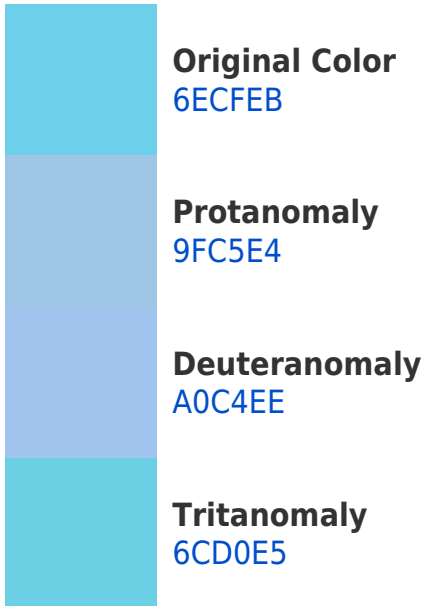 Original Color
6ECFEB
Protanomaly
9FC5E4
Deuteranomaly
A0C4EE
Tritanomaly
6CD0E5